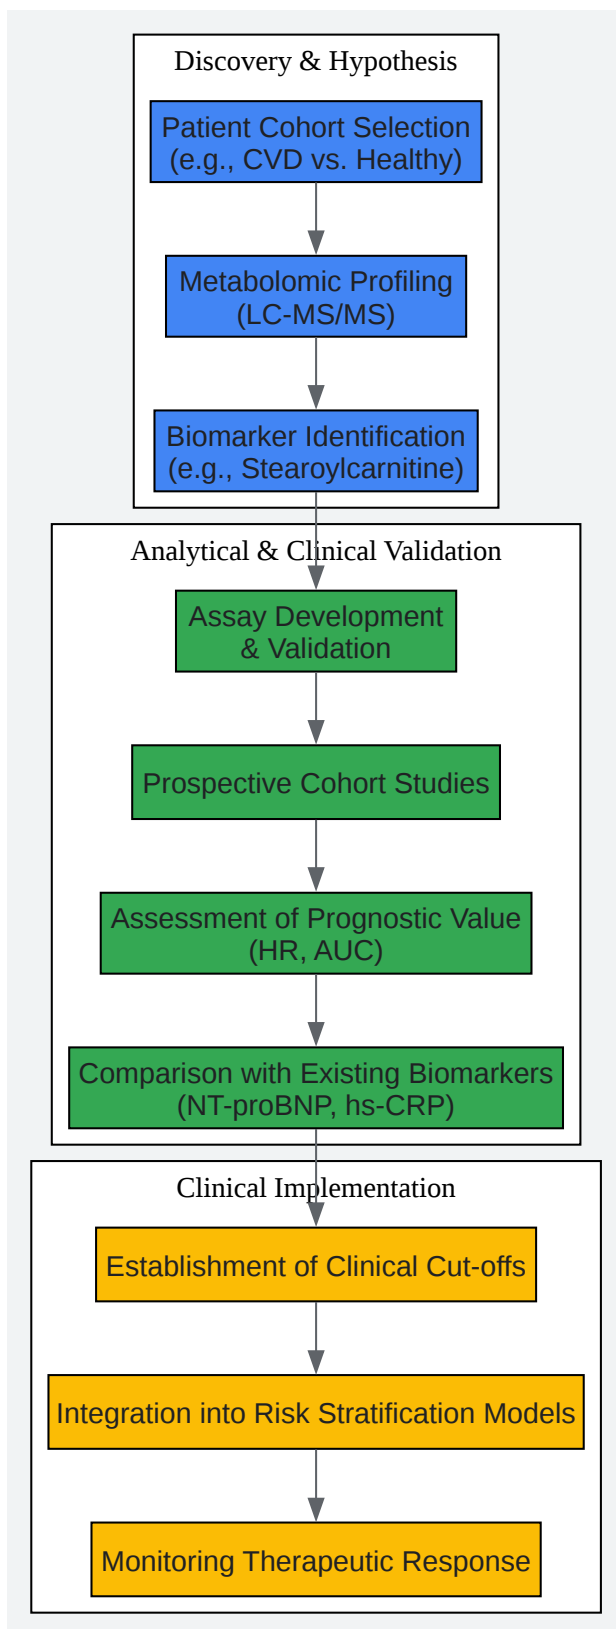 Discovery & Hypothesis
Patient Cohort Selection
(e.g., CVD vs. Healthy)
Metabolomic Profiling
(LC-MS/MS)
Biomarker Identification
(e.g., Stearoylcarnitine)
Analytical & Clinical Validation
Assay Development
& Validation
Prospective Cohort Studies
Assessment of Prognostic Value
(HR, AUC)
Comparison with Existing Biomarkers
(NT-proBNP, hs-CRP)
Clinical Implementation
Establishment of Clinical Cut-offs
Integration into Risk Stratification Models
Monitoring Therapeutic Response